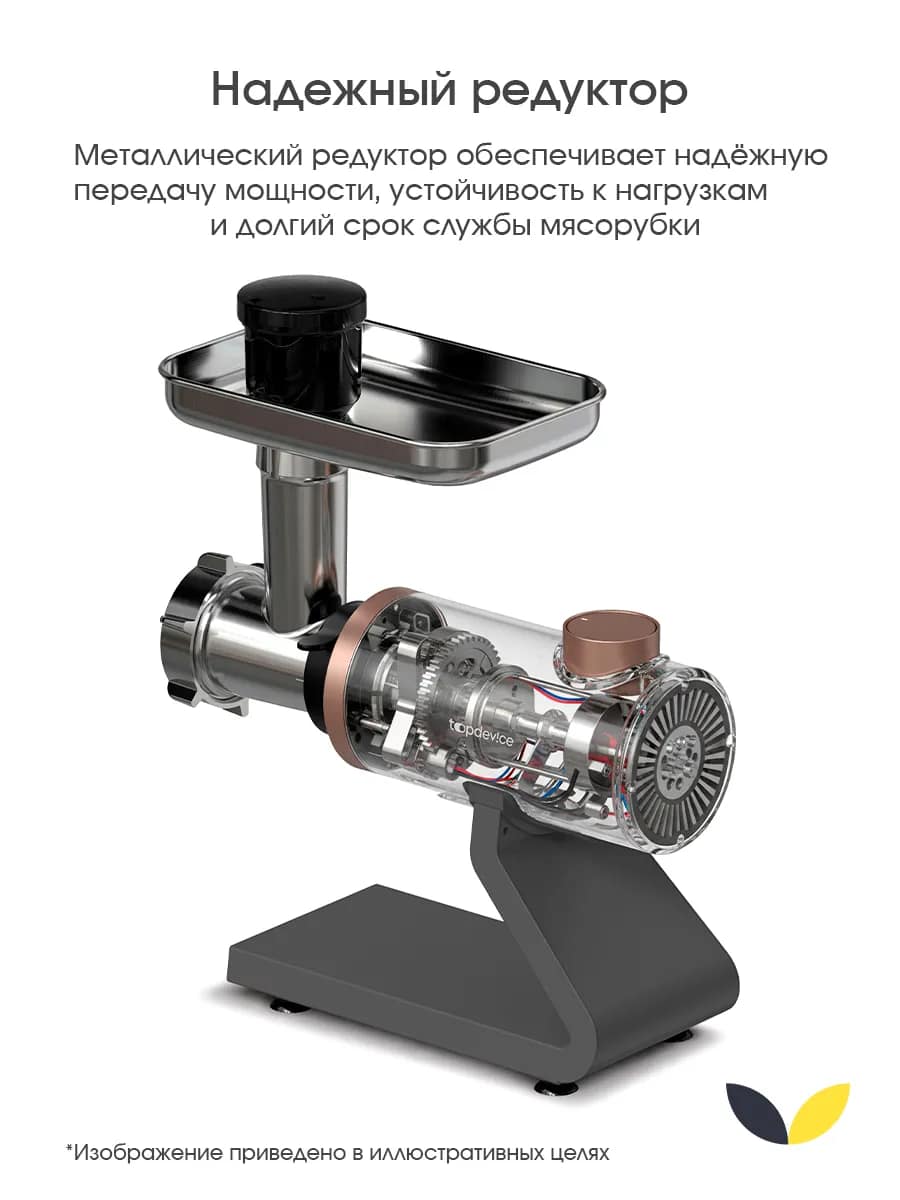 Надежный редуктор
Металлический редуктор обеспечивает надёжную
передачу мощности, устойчивость к нагрузкам
и долгий срок службы мясорубки
topdevice
*Изображение приведено в иллюстративных целях